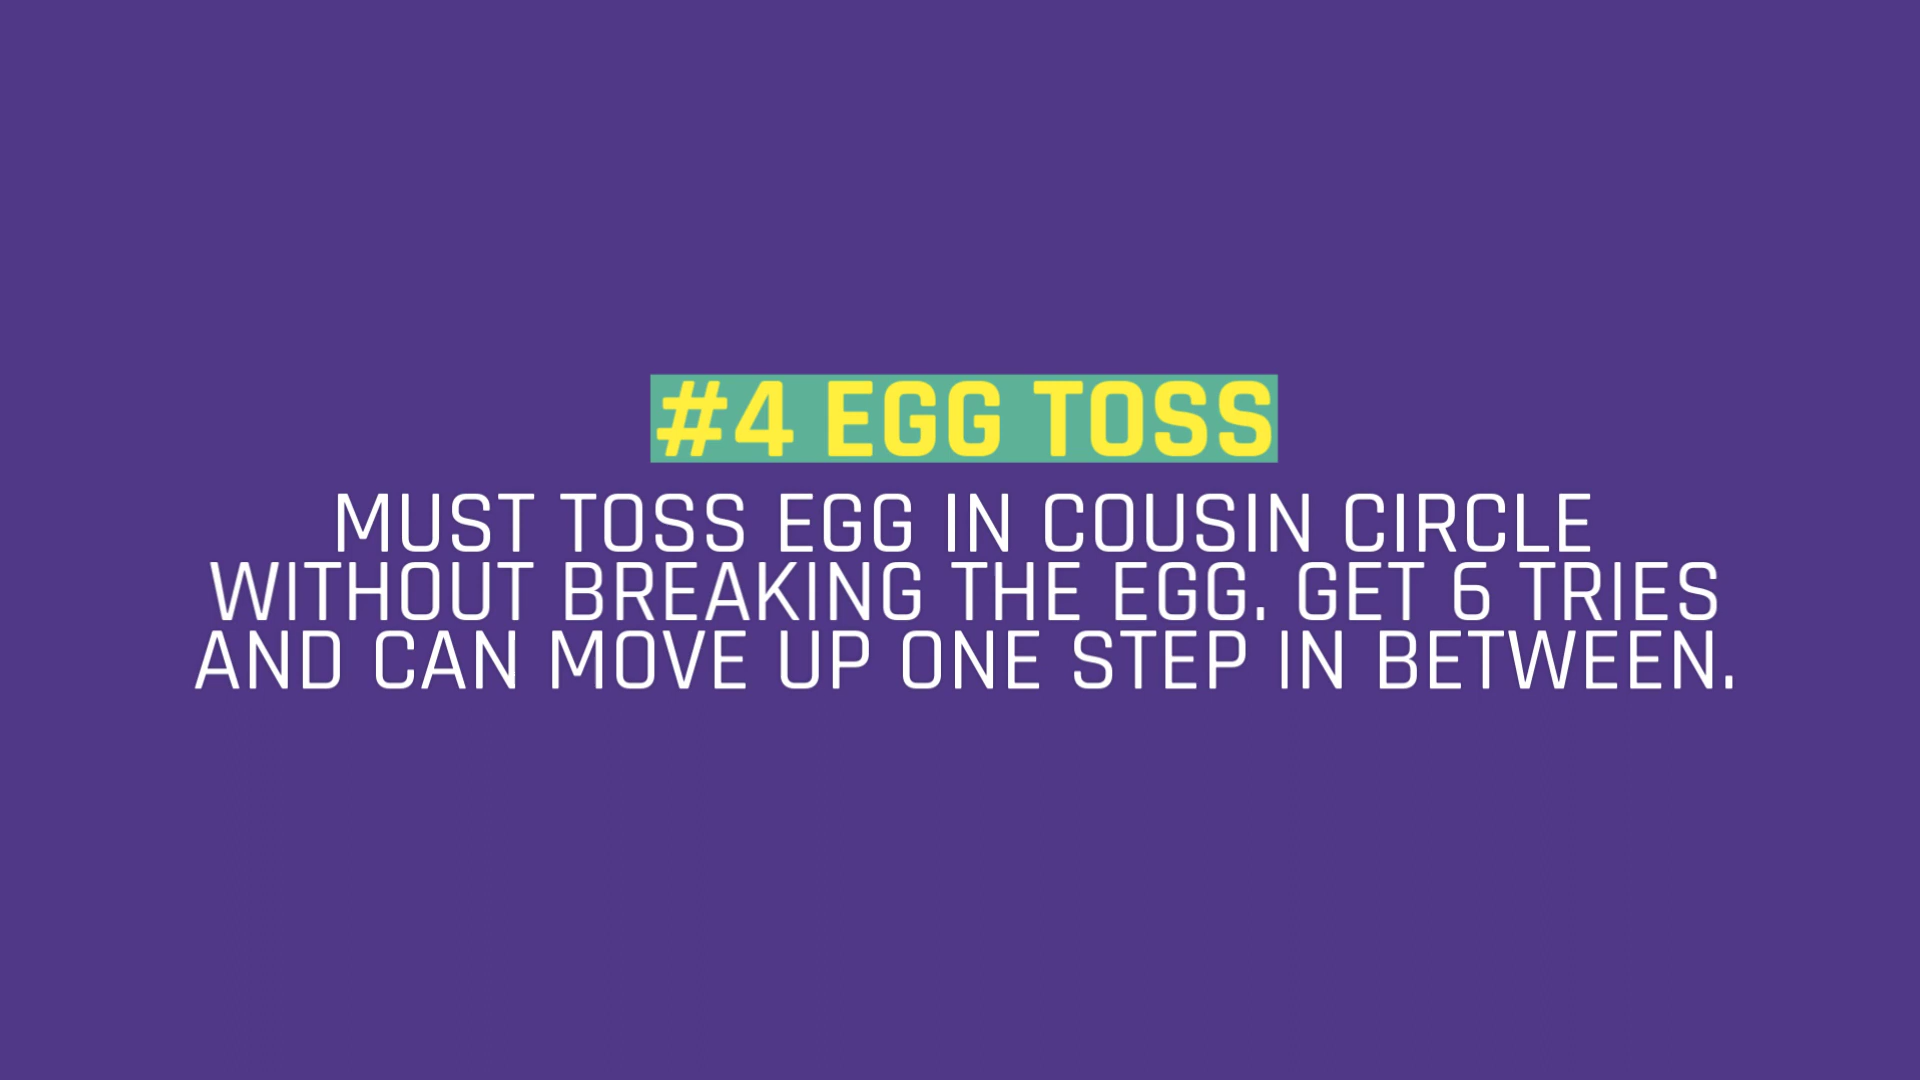 #4 EGG TOSS
MUST TOSS EGG IN COUSIN CIRCLE
WITHOUT BREAKING THE EGG. GET 6 TRIES
AND CAN MOVE UP ONE STEP IN BETWEEN.